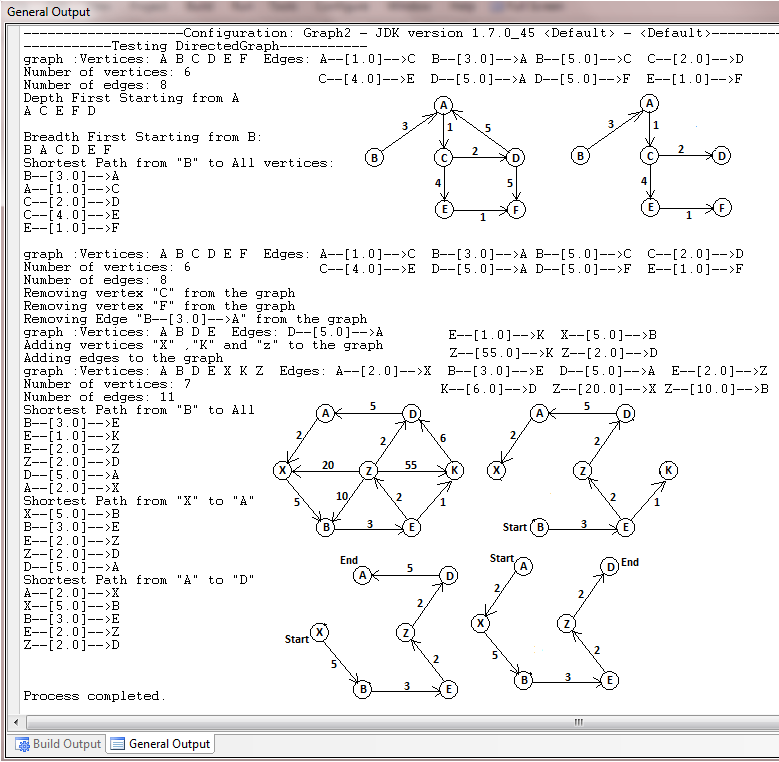 General Output
--------------------Configuration: Graph2 - JDK version 1.7.0_45 <Default> - <Default>---------
-----------Testing DirectedGraph-----------
graph :Vertices: A B C D E F  Edges: A--[1.0]-->C  B--[3.0]-->A B--[5.0]-->C  C--[2.0]-->D
Number of vertices: 6
C--[4.0]-->E  D--[5.0]-->A D--[5.0]-->F  E--[1.0]-->F
Number of edges: 8
Depth First Starting from A
A C E F D
Breadth First Starting from B:
B A C D E F
Shortest Path from "B" to All vertices:
B--[3.0]-->A
A--[1.0]-->C
C--[2.0]-->D
C--[4.0]-->E
E--[1.0]-->F
A
3 1 5
B C 2 D
4 5
E 1 F
A
3 1
B C 2 D
4
E 1 F
graph :Vertices: A B C D E F  Edges: A--[1.0]-->C  B--[3.0]-->A B--[5.0]-->C  C--[2.0]-->D
Number of vertices: 6
C--[4.0]-->E  D--[5.0]-->A D--[5.0]-->F  E--[1.0]-->F
Number of edges: 8
Removing vertex "C" from the graph
Removing vertex "F" from the graph
Removing Edge "B--[3.0]-->A" from the graph
graph :Vertices: A B D E  Edges: D--[5.0]-->A
E--[1.0]-->K  X--[5.0]-->B
Adding vertices "X" ,"K" and "z" to the graph
Z--[55.0]-->K Z--[2.0]-->D
Adding edges to the graph
graph :Vertices: A B D E X K Z  Edges: A--[2.0]-->X  B--[3.0]-->E  D--[5.0]-->A  E--[2.0]-->Z
Number of vertices: 7
K--[6.0]-->D  Z--[20.0]-->X Z--[10.0]-->B
Number of edges: 11
Shortest Path from "B" to All
B--[3.0]-->E
E--[1.0]-->K
E--[2.0]-->Z
Z--[2.0]-->D
D--[5.0]-->A
A--[2.0]-->X
Shortest Path from "X" to "A"
X--[5.0]-->B
B--[3.0]-->E
E--[2.0]-->Z
Z--[2.0]-->D
D--[5.0]-->A
Shortest Path from "A" to "D"
A--[2.0]-->X
X--[5.0]-->B
B--[3.0]-->E
E--[2.0]-->Z
Z--[2.0]-->D
A 5 D
2 2 6
X 20 Z 55 K
5 10 2 1
B 3 E
A 5 D
2 2
X Z K
2 1
Start B 3 E
End
A 5 D
2
Start X Z
5 2
B 3 E
Start A D End
2 2
X Z
5 2
B 3 E
Process completed.
Build Output
General Output